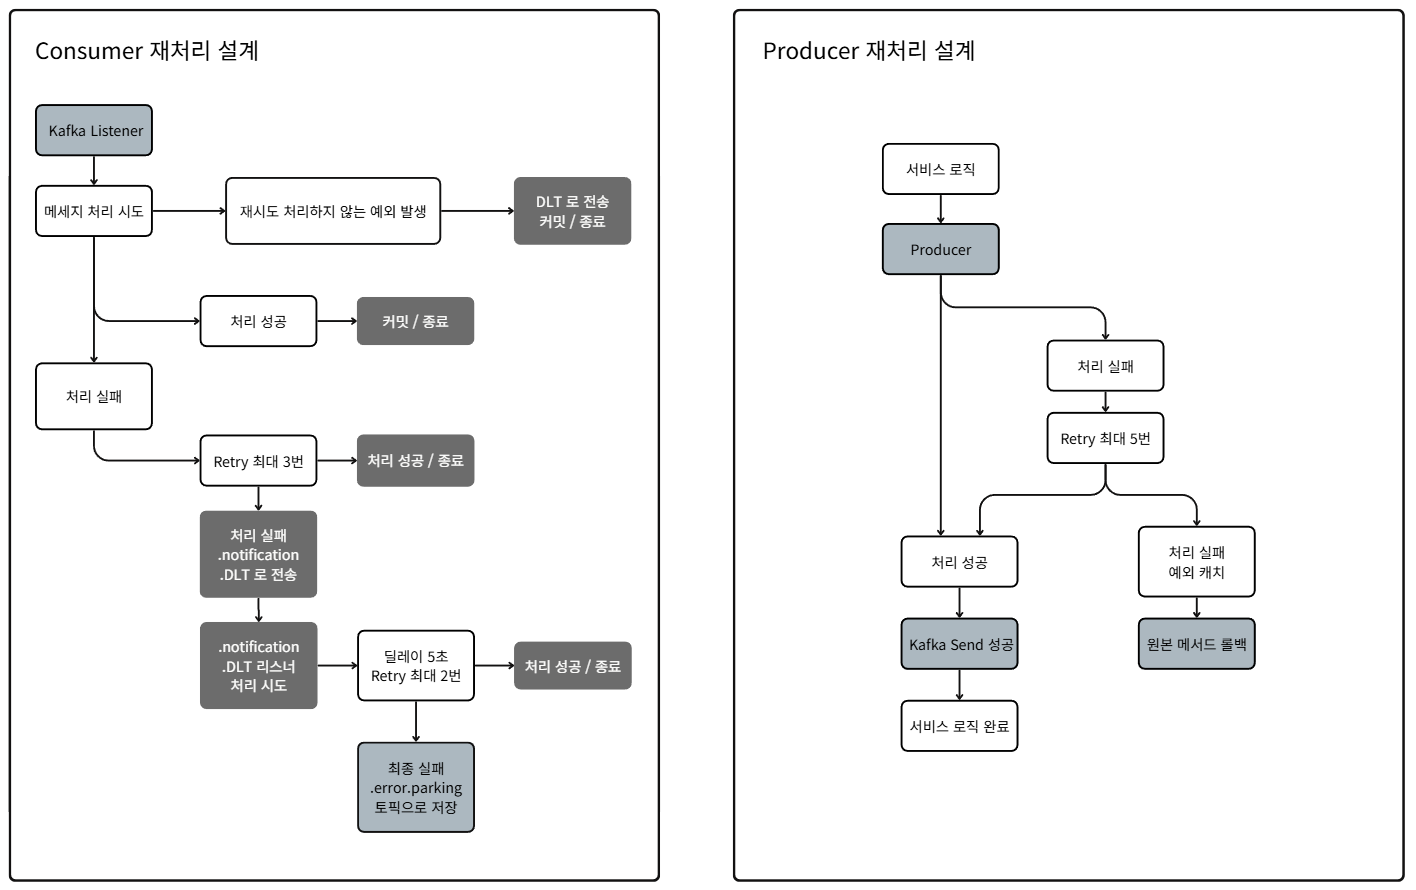 Consumer 재처리 설계
Kafka Listener
메세지 처리 시도
재시도 처리하지 않는 예외 발생
DLT 로 전송
커밋 / 종료
처리 성공
커밋 / 종료
처리 실패
Retry 최대 3번
처리 성공 / 종료
처리 실패
.notification
.DLT 로 전송
.notification
.DLT 리스너
처리 시도
딜레이 5초
Retry 최대 2번
처리 성공 / 종료
최종 실패
.error.parking
토픽으로 저장
Producer 재처리 설계
서비스 로직
Producer
처리 실패
Retry 최대 5번
처리 성공
처리 실패
예외 캐치
Kafka Send 성공
원본 메서드 롤백
서비스 로직 완료